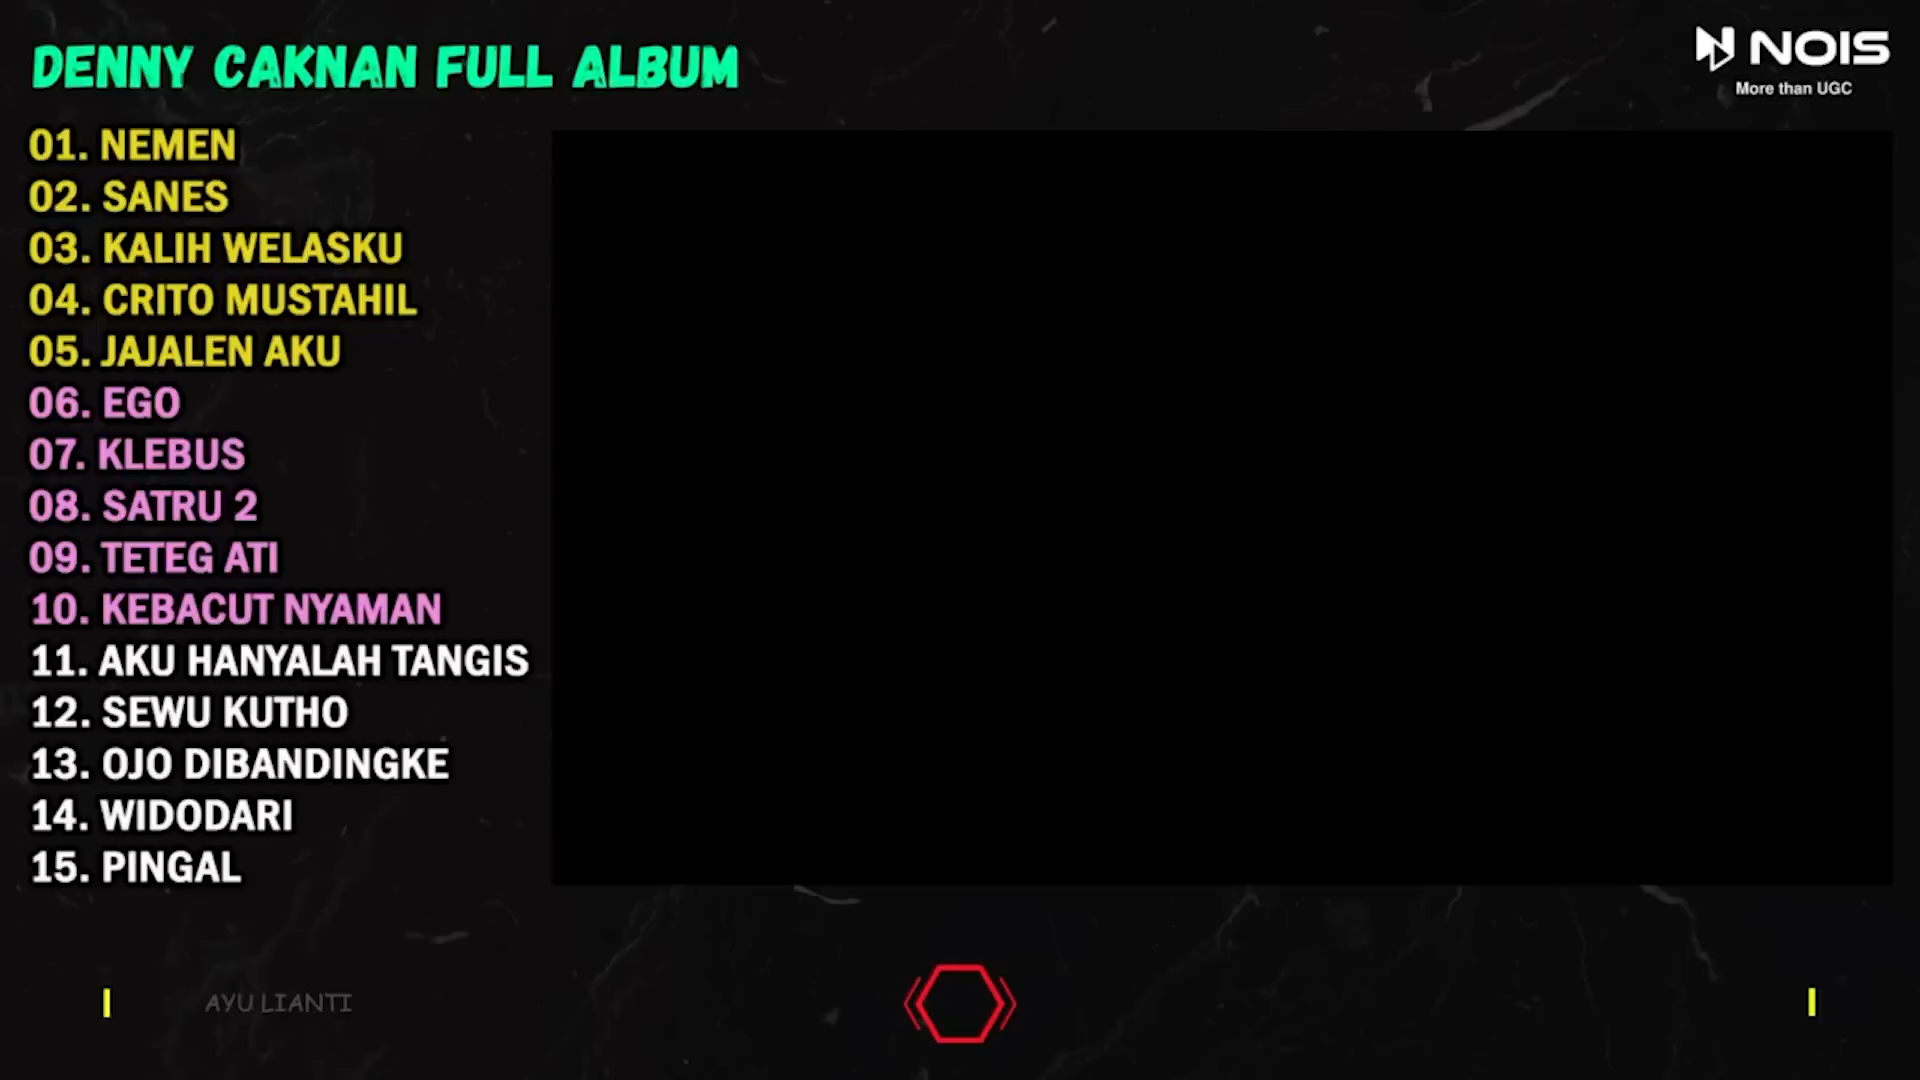 DENNY CAKNAN FULL ALBUM
NOIS
More than UGC
01. NEMEN
02. SANES
03. KALIH WELASKU
04. CRITO MUSTAHIL
05. JAJALEN AKU
06. EGO
07. KLEBUS
08. SATRU 2
09. TETEG ATI
10. KEBACUT NYAMAN
11. AKU HANYALAH TANGIS
12. SEWU KUTHO
13. OJO DIBANDINGKE
14. WIDODARI
15. PINGAL
AYU LIANTI